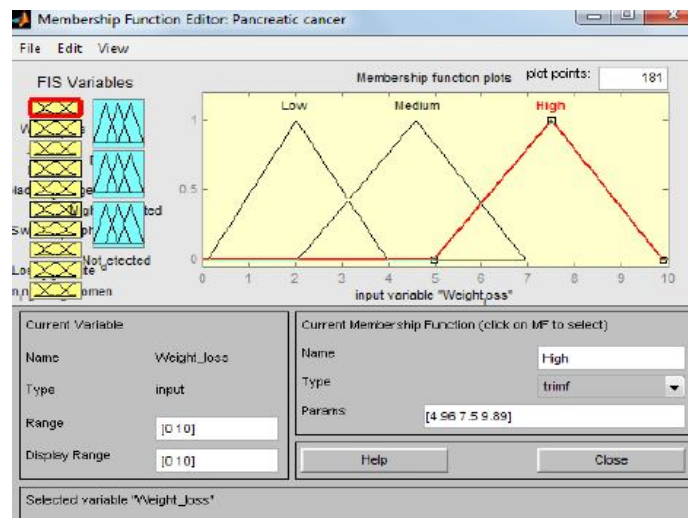 Membership Function Editor: Pancreatic cancer
File Edit View
FIS Variables
Membership function plots plot points: 181
Low Medium High
1
0.5
0
Not etected
0 1 2 3 4 5 6 7 8 9 10
input variable "Weight_loss"
Current Variable
Name Weight_loss
Type input
Range [0 10]
Display Range [0 10]
Current Membership Function (click on MF to select)
Name High
Type trimf
Params [4.96 7.5 9.89]
Help Close
Selected variable "Weight_loss"